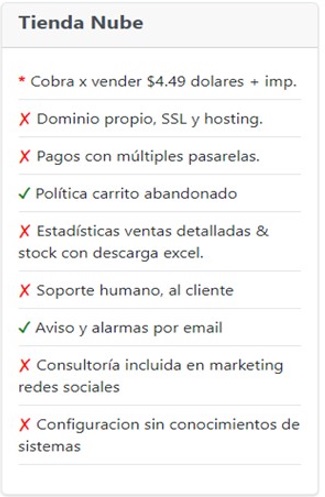 Tienda Nube
* Cobra x vender $4.49 dolares + imp.
✗ Dominio propio, SSL y hosting.
✗ Pagos con múltiples pasarelas.
✓ Política carrito abandonado
✗ Estadísticas ventas detalladas &
stock con descarga excel.
✗ Soporte humano, al cliente
✓ Aviso y alarmas por email
✗ Consultoría incluida en marketing
redes sociales
✗ Configuracion sin conocimientos de
sistemas